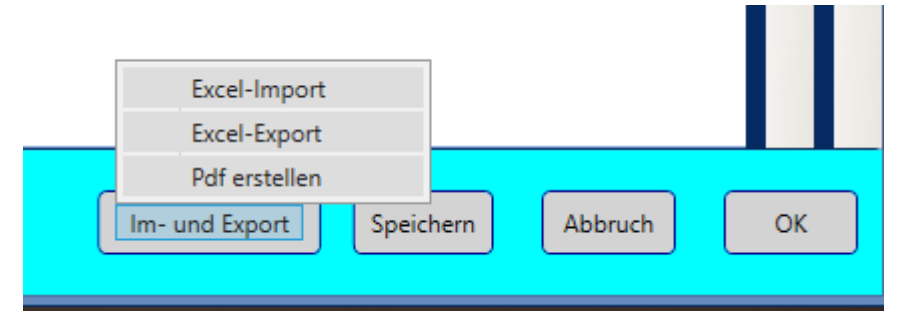 Excel-Import
Excel-Export
Pdf erstellen
Im- und Export
Speichern
Abbruch
OK